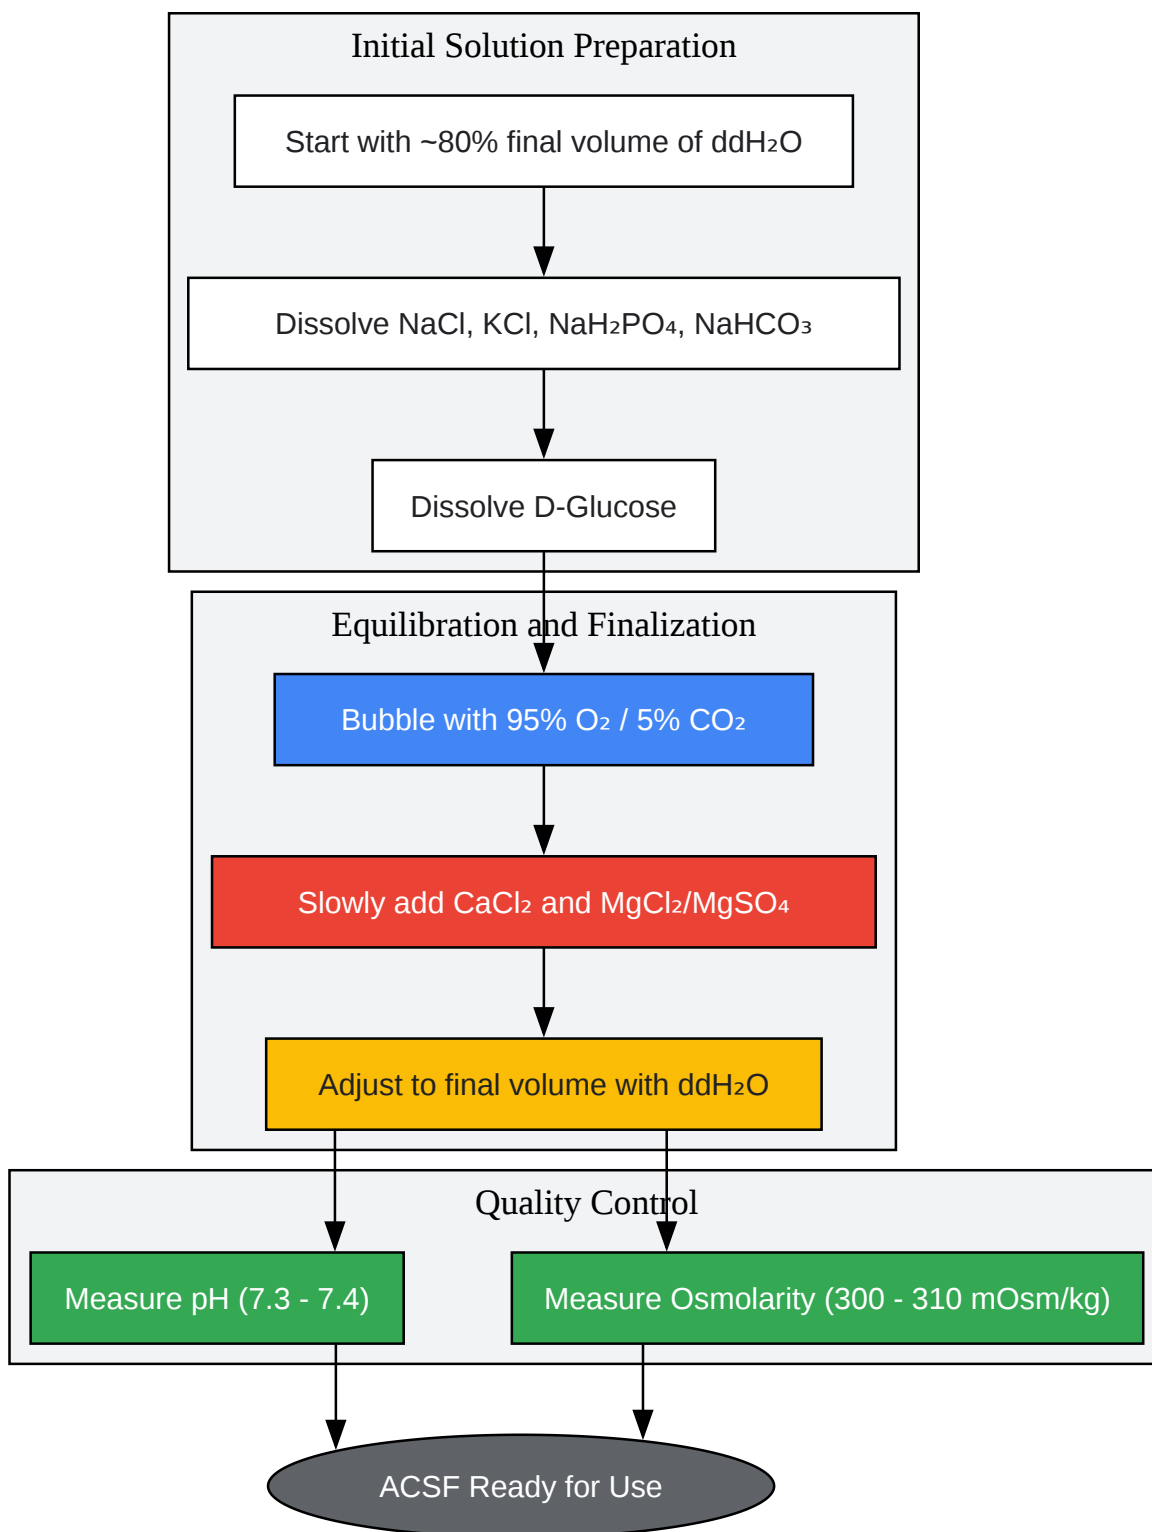 Initial Solution Preparation
Start with ~80% final volume of ddH₂O
Dissolve NaCl, KCl, NaH₂PO₄, NaHCO₃
Dissolve D-Glucose
Equilibration and Finalization
Bubble with 95% O₂ / 5% CO₂
Slowly add CaCl₂ and MgCl₂/MgSO₄
Adjust to final volume with ddH₂O
Quality Control
Measure pH (7.3 - 7.4)
Measure Osmolarity (300 - 310 mOsm/kg)
ACSF Ready for Use